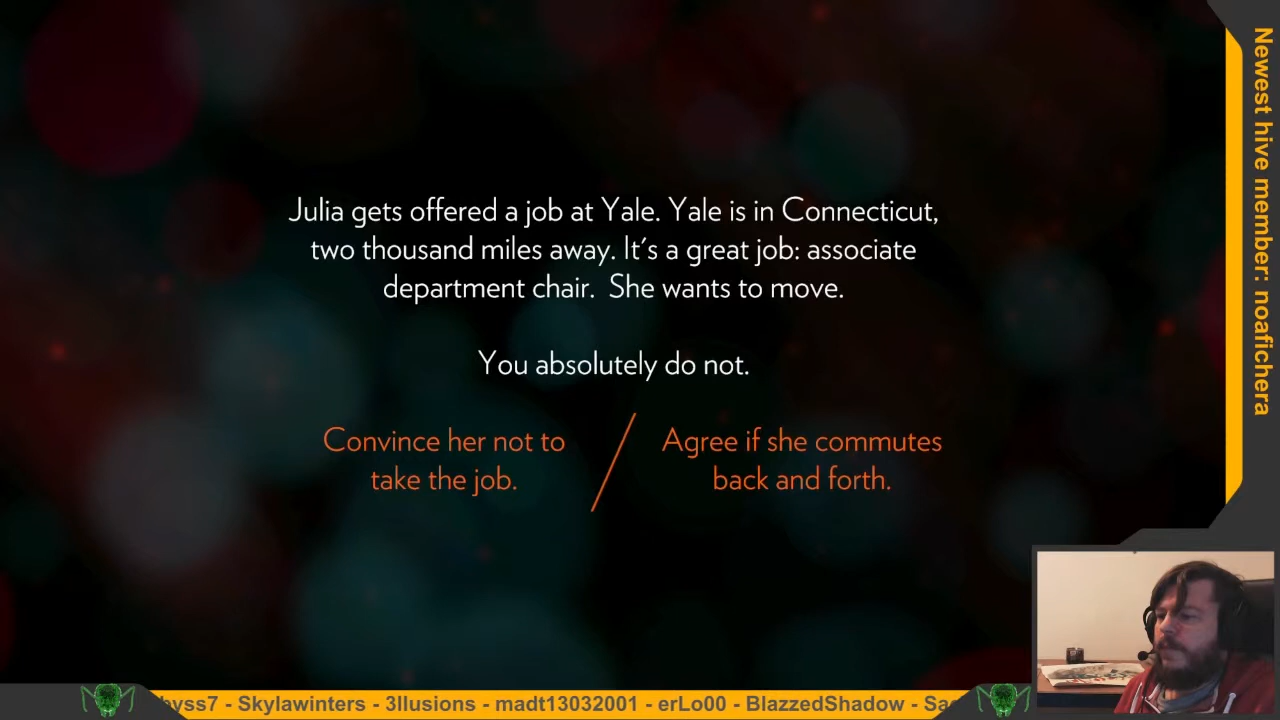 Julia gets offered a job at Yale. Yale is in Connecticut,
two thousand miles away. It's a great job: associate
department chair.  She wants to move.
You absolutely do not.
Convince her not to
take the job.
Agree if she commutes
back and forth.
Newest hive member: noafichera
yss7 - Skylawinters - 3llusions - madt13032001 - erLo00 - BlazzedShadow - Sa